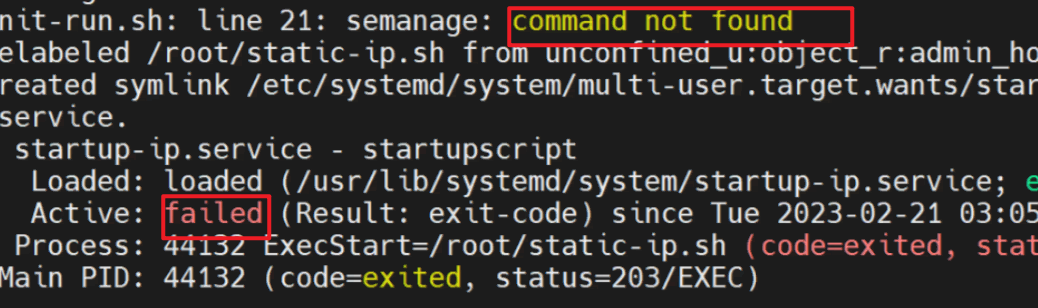 nit-run.sh: line 21: semanage: command not found
elabeled /root/static-ip.sh from unconfined_u:object_r:admin_ho
reated symlink /etc/systemd/system/multi-user.target.wants/star
service.
startup-ip.service - startupscript
Loaded: loaded (/usr/lib/systemd/system/startup-ip.service; e
Active: failed (Result: exit-code) since Tue 2023-02-21 03:05
Process: 44132 ExecStart=/root/static-ip.sh (code=exited, stat
Main PID: 44132 (code=exited, status=203/EXEC)